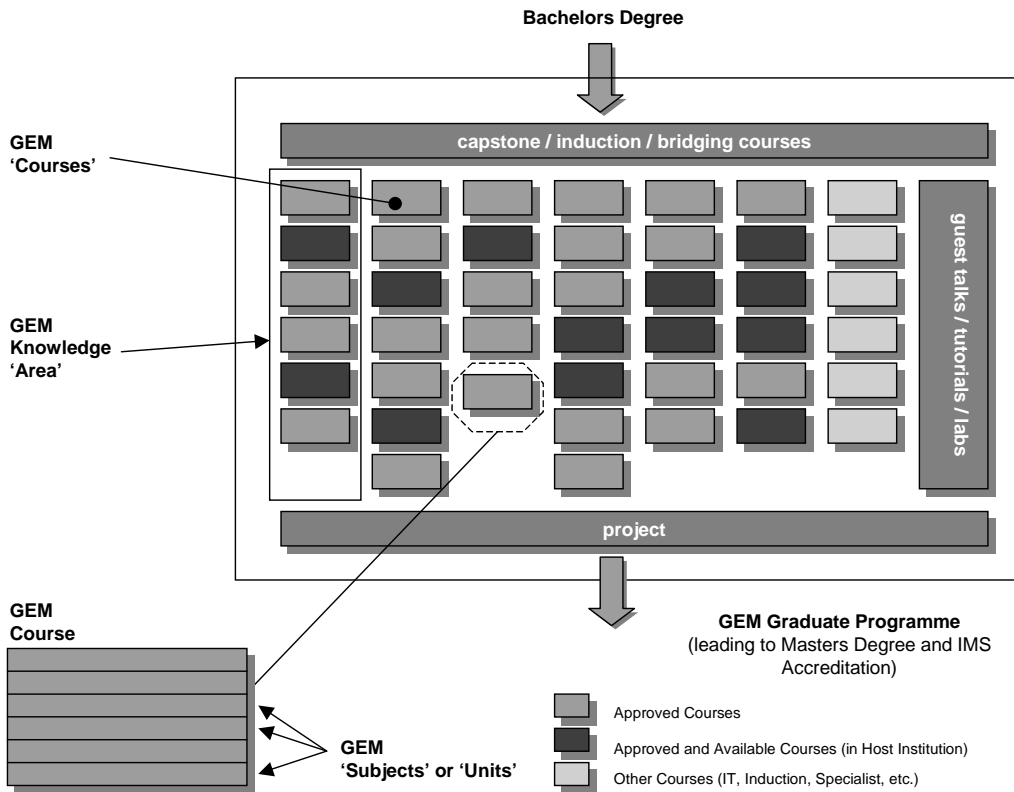 Bachelors Degree
GEM
‘Courses’
capstone / induction / bridging courses
guest talks / tutorials / labs
GEM
Knowledge
‘Area’
project
GEM
Course
GEM Graduate Programme
(leading to Masters Degree and IMS
Accreditation)
GEM
‘Subjects’ or ‘Units’
Approved Courses
Approved and Available Courses (in Host Institution)
Other Courses (IT, Induction, Specialist, etc.)